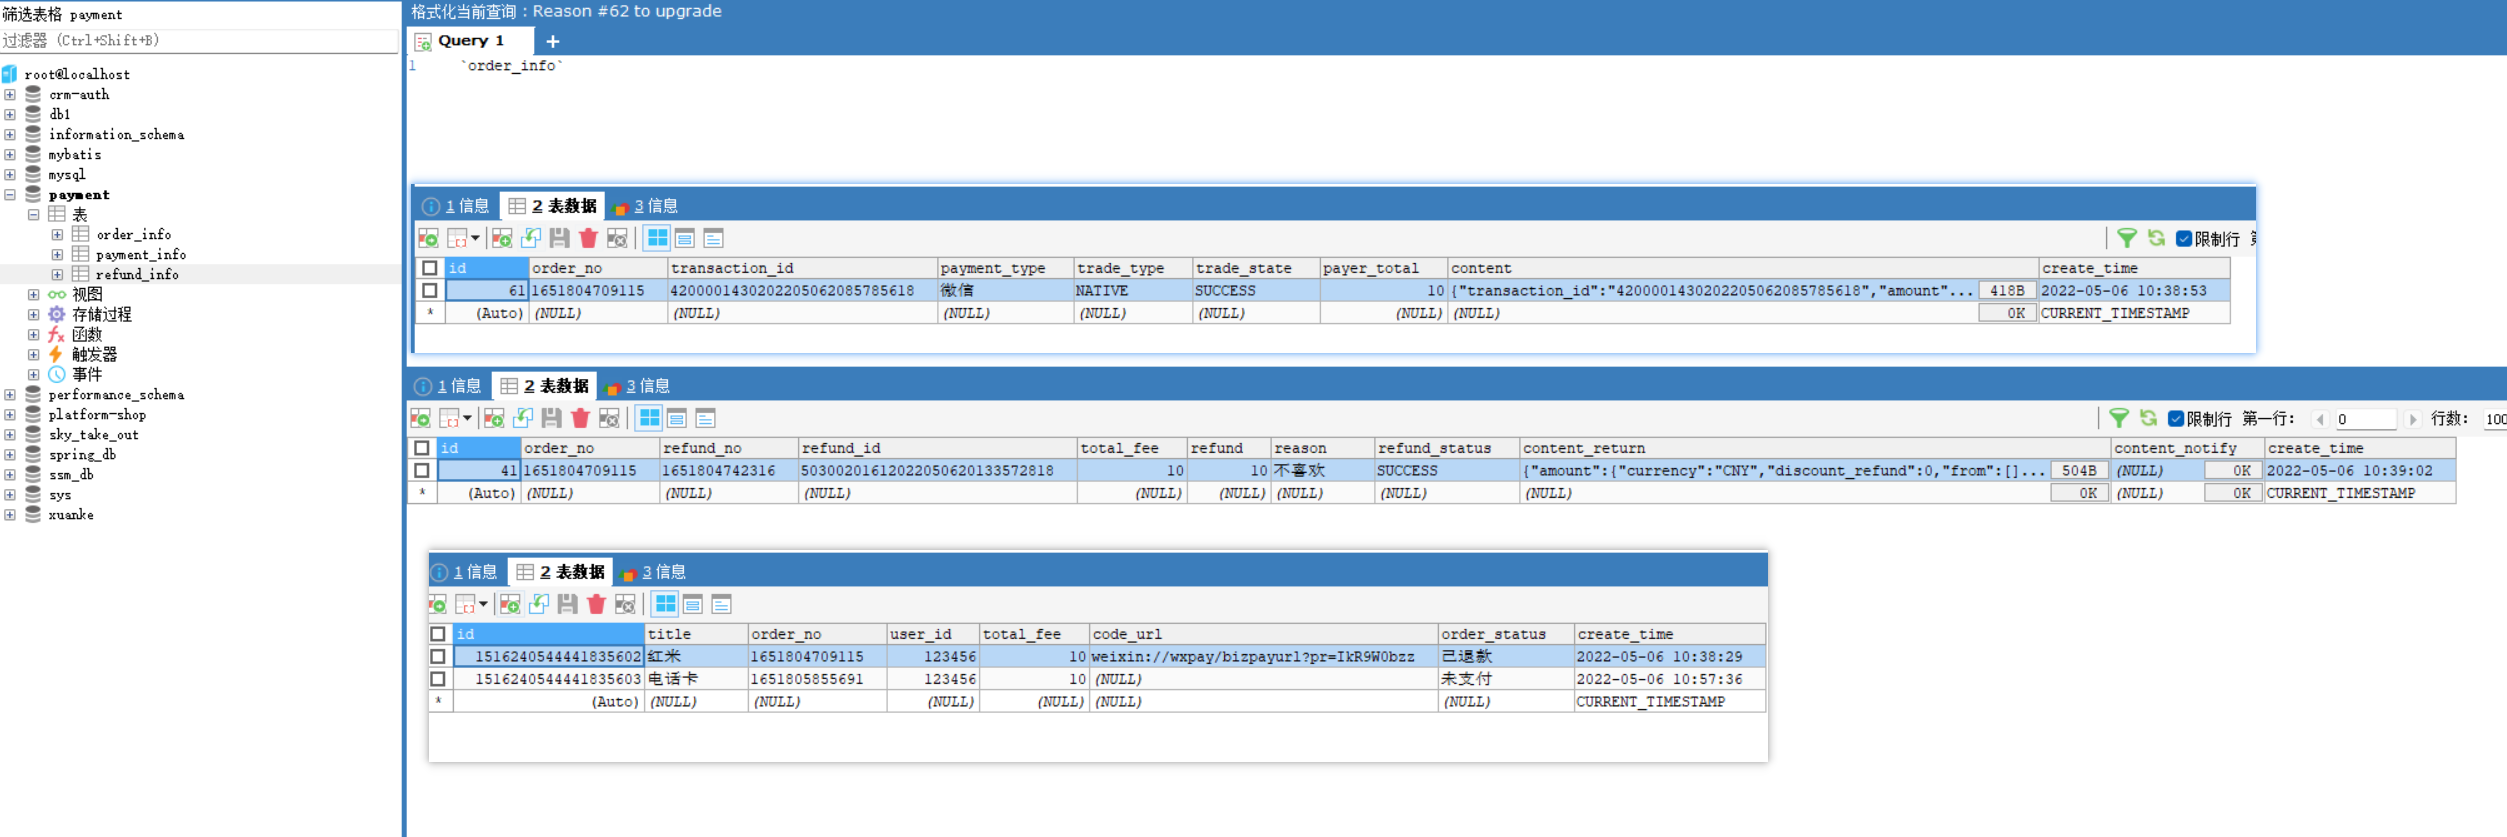 筛选表格 payment
过滤器 (Ctrl+Shift+B)
root@localhost
crm-auth
db1
information_schema
mybatis
mysql
payment
表
order_info
payment_info
refund_info
视图
存储过程
函数
触发器
事件
performance_schema
platform-shop
sky_take_out
spring_db
ssm_db
sys
xuanke
格式化当前查询 : Reason #62 to upgrade
Query 1
1 `order_info`
1 信息 2 表数据 3 信息
限制行
id order_no transaction_id payment_type trade_type trade_state payer_total content create_time
61 1651804709115 4200001430202205062085785618 微信 NATIVE SUCCESS 10 {"transaction_id":"4200001430202205062085785618","amount"... 418B 2022-05-06 10:38:53
* (Auto) (NULL) (NULL) (NULL) (NULL) (NULL) (NULL) (NULL) 0K CURRENT_TIMESTAMP
1 信息 2 表数据 3 信息
限制行 第一行: 0 行数: 100
id order_no refund_no refund_id total_fee refund reason refund_status content_return content_notify create_time
41 1651804709115 1651804742316 50300201612022050620133572818 10 10 不喜欢 SUCCESS {"amount":{"currency":"CNY","discount_refund":0,"from":[]... 504B (NULL) 0K 2022-05-06 10:39:02
* (Auto) (NULL) (NULL) (NULL) (NULL) (NULL) (NULL) (NULL) (NULL) 0K (NULL) 0K CURRENT_TIMESTAMP
1 信息 2 表数据 3 信息
id title order_no user_id total_fee code_url order_status create_time
1516240544441835602 红米 1651804709115 123456 10 weixin://wxpay/bizpayurl?pr=IkR9W0bzz 已退款 2022-05-06 10:38:29
1516240544441835603 电话卡 1651805855691 123456 10 (NULL) 未支付 2022-05-06 10:57:36
* (Auto) (NULL) (NULL) (NULL) (NULL) (NULL) (NULL) CURRENT_TIMESTAMP